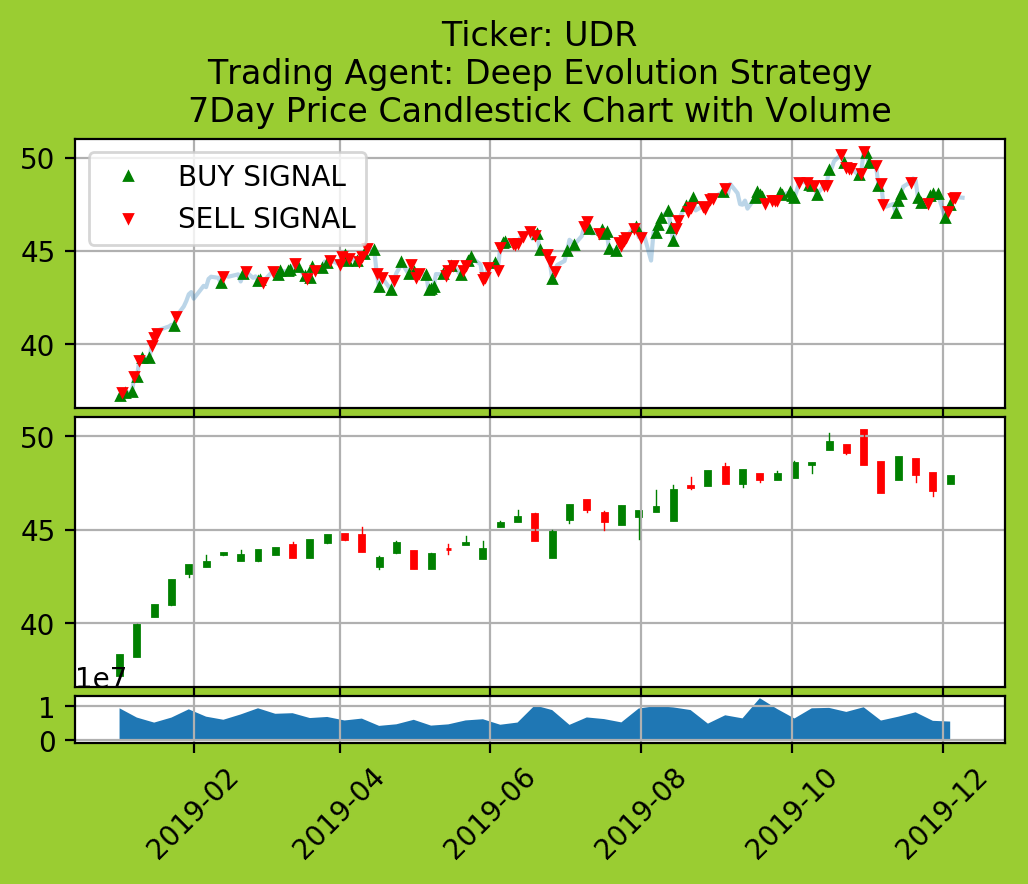 Ticker: UDR
Trading Agent: Deep Evolution Strategy
7Day Price Candlestick Chart with Volume
50
45
40
BUY SIGNAL
SELL SIGNAL
50
45
40
1e7
1
0
2019-02
2019-04
2019-06
2019-08
2019-10
2019-12